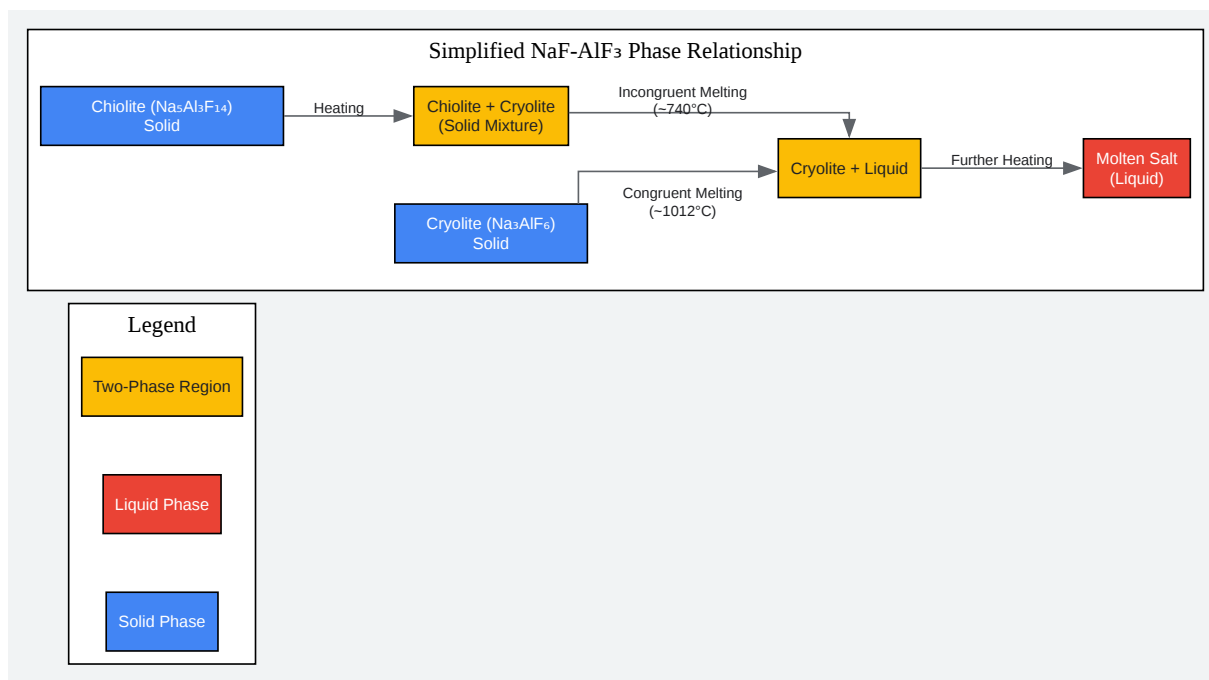 Simplified NaF-AlF₃ Phase Relationship
Chiolite (Na₅Al₃F₁₄)
Solid
Heating
Chiolite + Cryolite
(Solid Mixture)
Incongruent Melting
(~740°C)
Cryolite (Na₃AlF₆)
Solid
Congruent Melting
(~1012°C)
Cryolite + Liquid
Further Heating
Molten Salt
(Liquid)
Legend
Two-Phase Region
Liquid Phase
Solid Phase